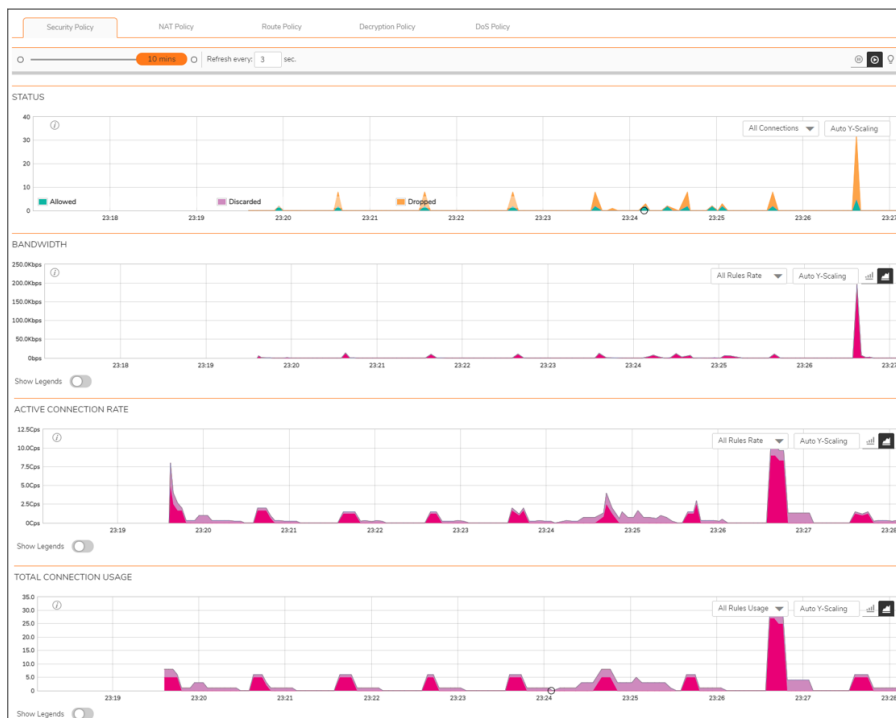 Security Policy NAT Policy Route Policy Decryption Policy DoS Policy
10 mins Refresh every: 3 sec.
STATUS
40
30
20
10
0
All Connections Auto Y-Scaling
Allowed Discarded Dropped
23:18 23:19 23:20 23:21 23:22 23:23 23:24 23:25 23:26 23:27
BANDWIDTH
250.0Kbps
200.0Kbps
150.0Kbps
100.0Kbps
50.0Kbps
0bps
All Rules Rate Auto Y-Scaling
23:18 23:19 23:20 23:21 23:22 23:23 23:24 23:25 23:26 23:27
Show Legends
ACTIVE CONNECTION RATE
12.5Cps
10.0Cps
7.5Cps
5.0Cps
2.5Cps
0Cps
All Rules Rate Auto Y-Scaling
23:19 23:20 23:21 23:22 23:23 23:24 23:25 23:26 23:27 23:28
Show Legends
TOTAL CONNECTION USAGE
35.0
30.0
25.0
20.0
15.0
10.0
5.0
0
All Rules Usage Auto Y-Scaling
23:19 23:20 23:21 23:22 23:23 23:24 23:25 23:26 23:27 23:28
Show Legends